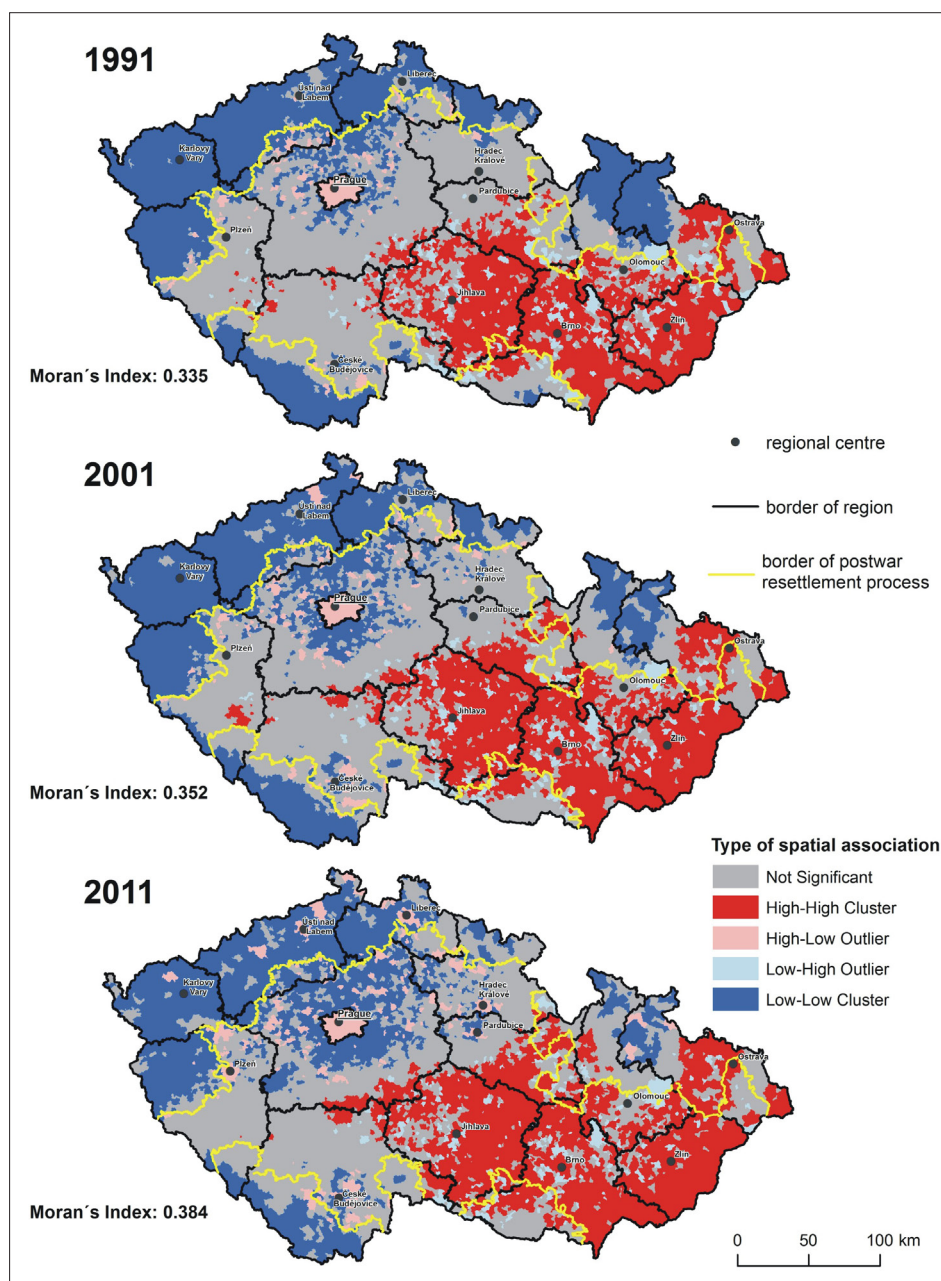 1991
Liberec
Ústí nad
Labem
Karlovy
Vary
Hradec
Králové
Prague
Pardubice
Plzeň
Ostrava
Olomouc
Jihlava
Brno
Zlín
České
Budějovice
Moran´s Index: 0.335
regional centre
border of region
border of postwar
resettlement process
2001
Liberec
Ústí nad
Labem
Karlovy
Vary
Hradec
Králové
Prague
Pardubice
Plzeň
Ostrava
Olomouc
Jihlava
Brno
Zlín
České
Budějovice
Moran´s Index: 0.352
Type of spatial association
Not Significant
High-High Cluster
High-Low Outlier
Low-High Outlier
Low-Low Cluster
2011
Liberec
Ústí nad
Labem
Karlovy
Vary
Hradec
Králové
Prague
Pardubice
Plzeň
Ostrava
Olomouc
Jihlava
Brno
Zlín
České
Budějovice
Moran´s Index: 0.384
0 50 100 km